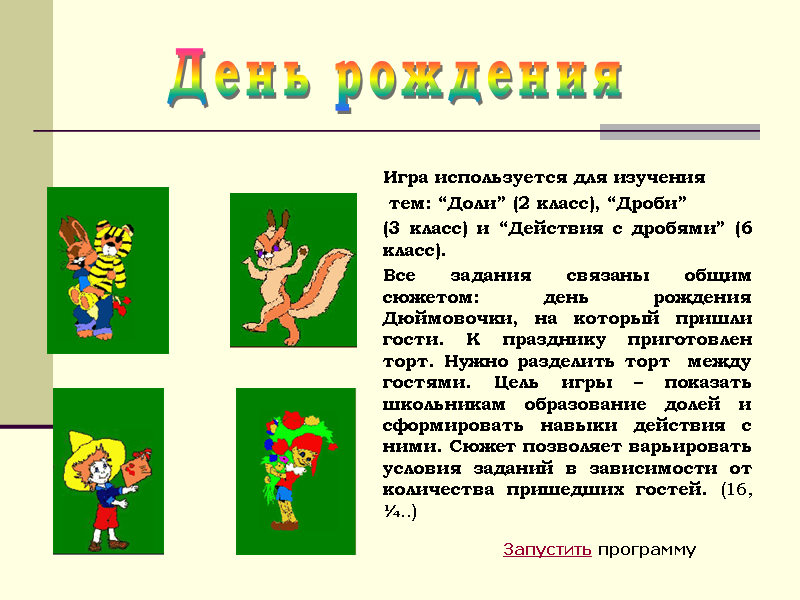 День рождения
Игра используется для изучения
тем: “Доли” (2 класс), “Дроби”
(3 класс) и “Действия с дробями” (6
класс).
Все задания связаны общим
сюжетом: день рождения
Дюймовочки, на который пришли
гости. К празднику приготовлен
торт. Нужно разделить торт между
гостями. Цель игры – показать
школьникам образование долей и
сформировать навыки действия с
ними. Сюжет позволяет варьировать
условия заданий в зависимости от
количества пришедших гостей. (16,
¼..)
Запустить программу